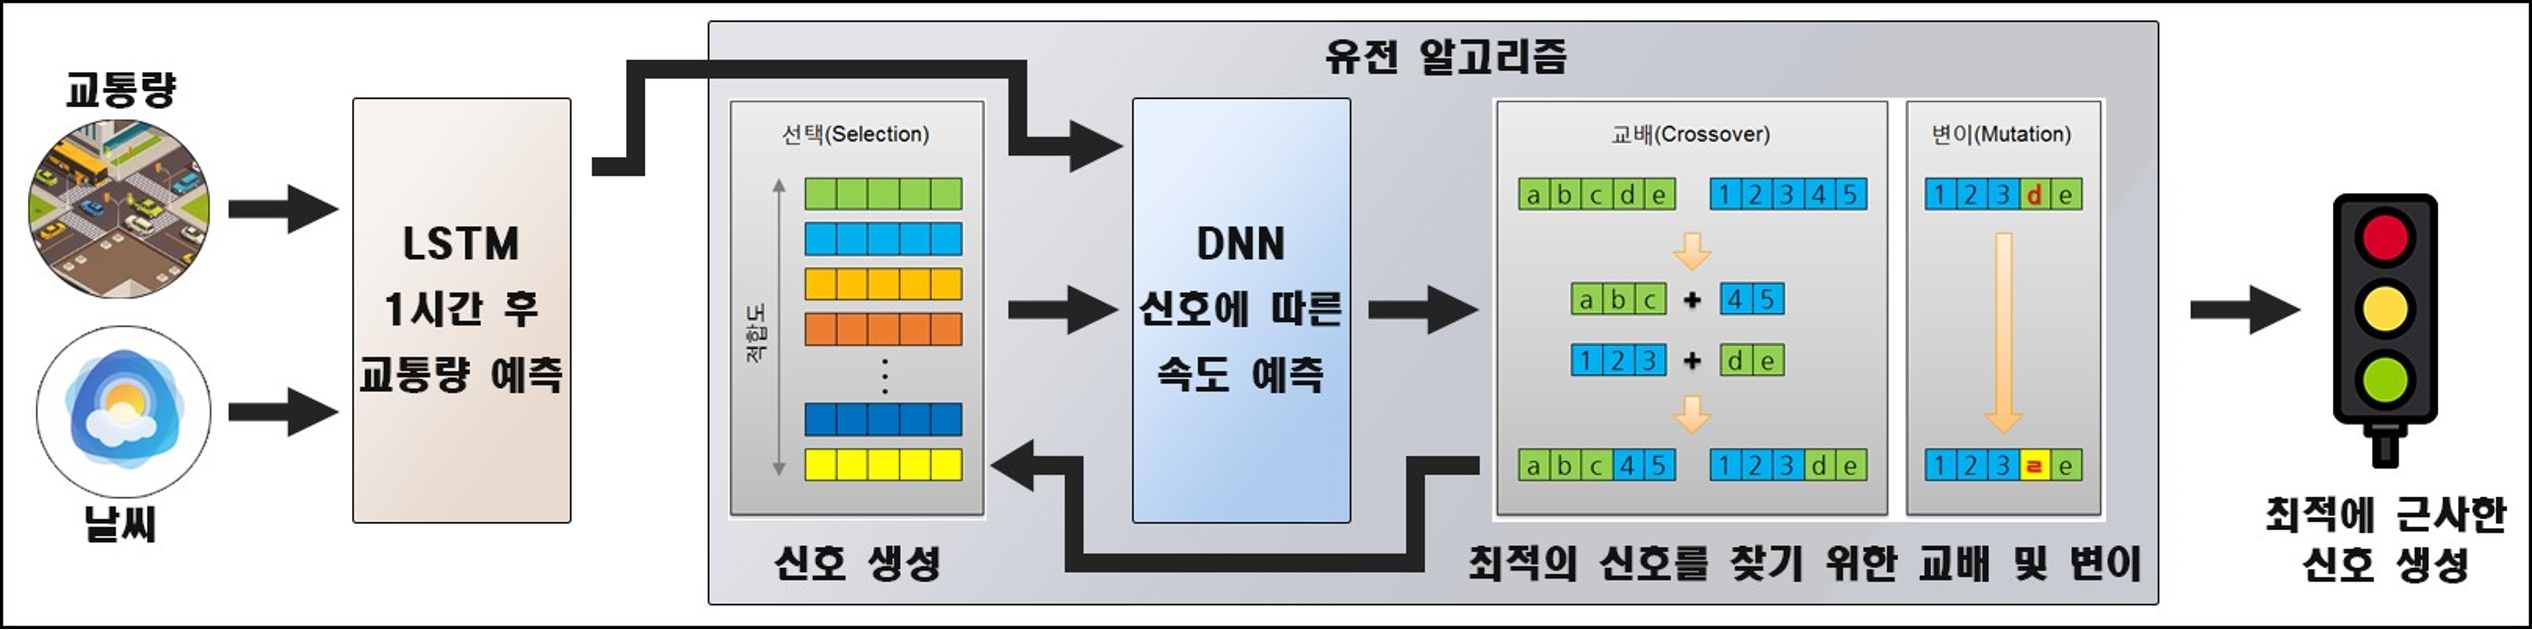 교통량
날씨
LSTM
1시간 후
교통량 예측
유전 알고리즘
선택(Selection)
적합도
신호 생성
DNN
신호에 따른
속도 예측
교배(Crossover)
a b c d e 1 2 3 4 5
a b c + 4 5
1 2 3 + d e
a b c 4 5 1 2 3 d e
변이(Mutation)
1 2 3 d e
1 2 3 ㄹ e
최적의 신호를 찾기 위한 교배 및 변이
최적에 근사한
신호 생성